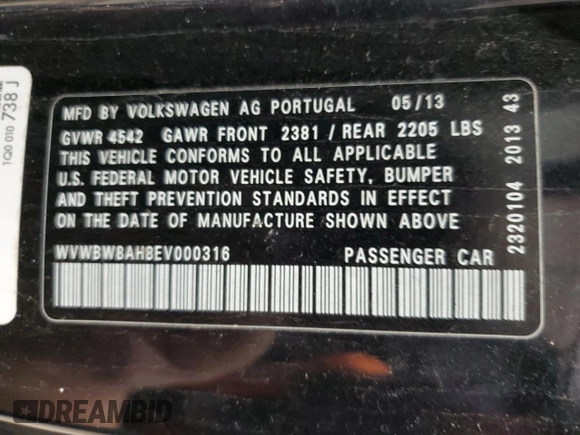 MFD BY VOLKSWAGEN AG PORTUGAL 05/13
GVWR 4542 GAWR FRONT 2381 / REAR 2205 LBS
THIS VEHICLE CONFORMS TO ALL APPLICABLE
U.S. FEDERAL MOTOR VEHICLE SAFETY, BUMPER
AND THEFT PREVENTION STANDARDS IN EFFECT
ON THE DATE OF MANUFACTURE SHOWN ABOVE
WVWBW8AH8EV000316 PASSENGER CAR
2320104 2013 43
1Q0 010 738 J
DREAMBID